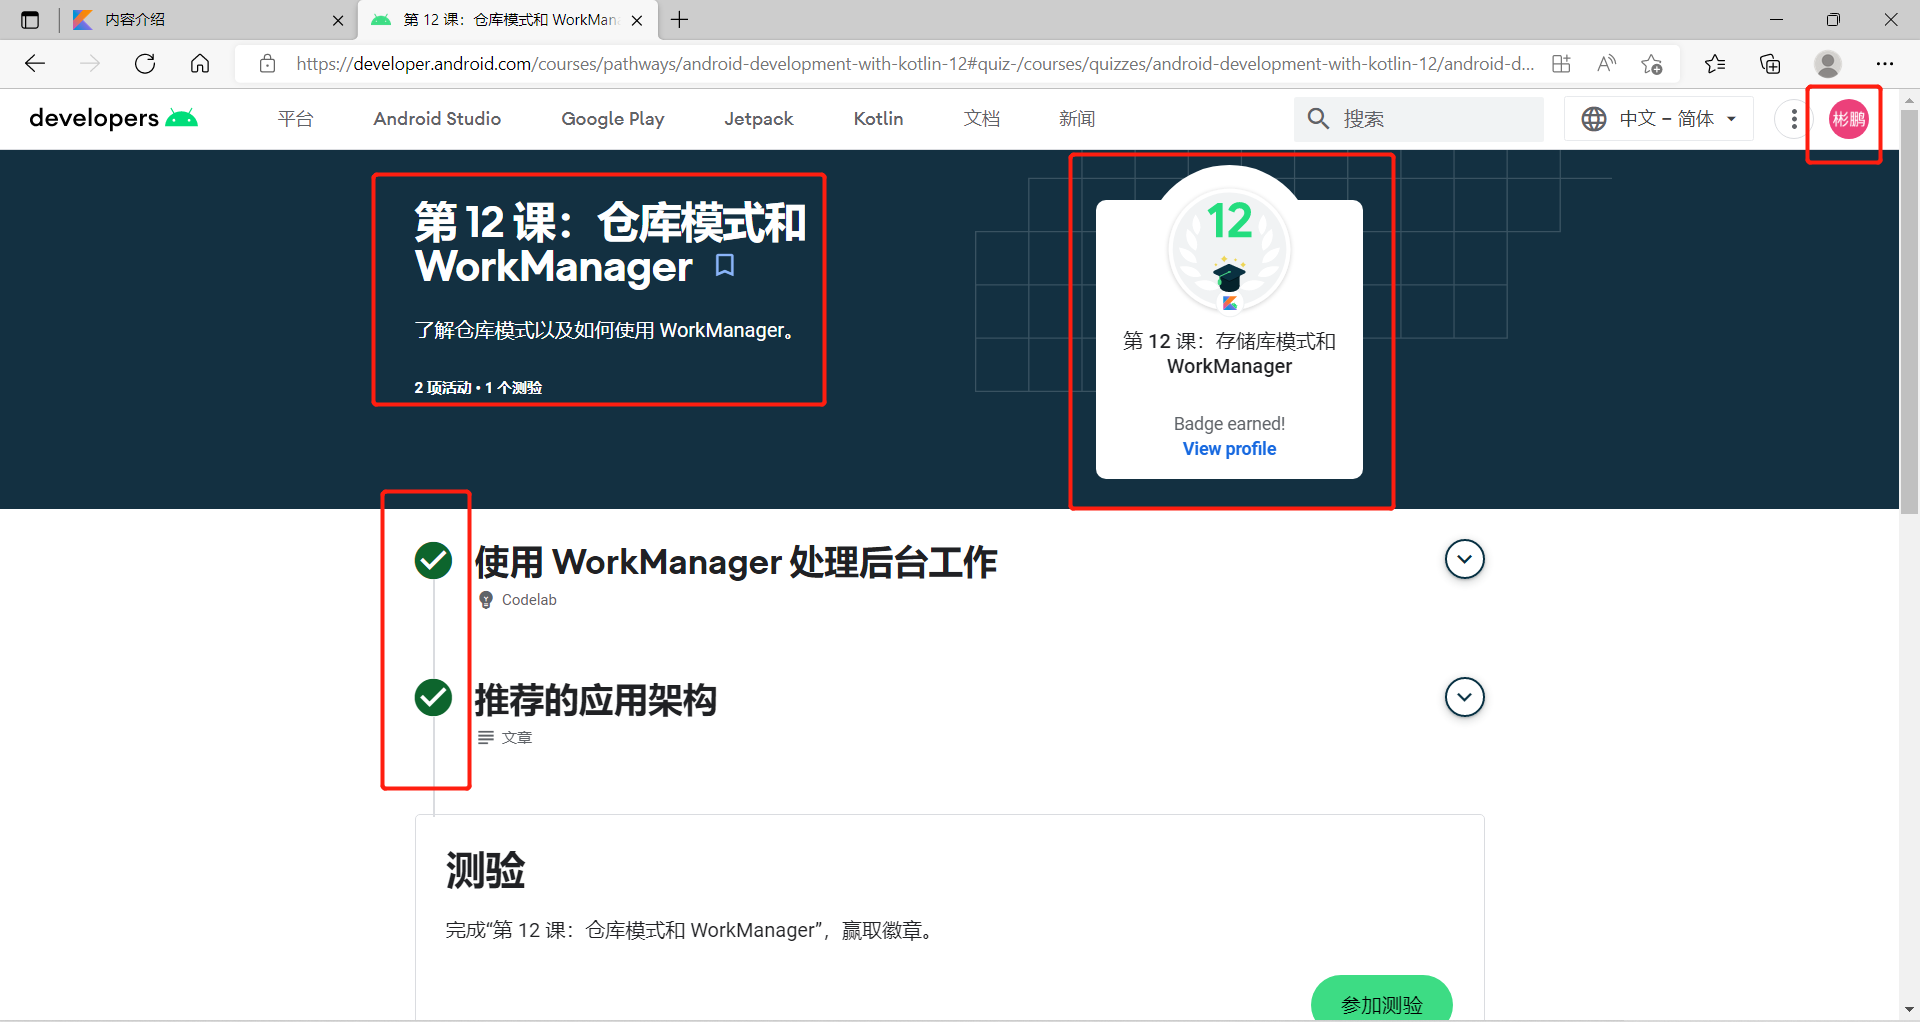 内容介绍
第 12 课：仓库模式和 WorkMan
https://developer.android.com/courses/pathways/android-development-with-kotlin-12#quiz-/courses/quizzes/android-development-with-kotlin-12/android-d...
developers
平台
Android Studio
Google Play
Jetpack
Kotlin
文档
新闻
搜索
中文 – 简体
彬鹏
第 12 课：仓库模式和
WorkManager
了解仓库模式以及如何使用 WorkManager。
2 项活动 • 1 个测验
12
第 12 课：存储库模式和
WorkManager
Badge earned!
View profile
使用 WorkManager 处理后台工作
Codelab
推荐的应用架构
文章
测验
完成“第 12 课：仓库模式和 WorkManager”，赢取徽章。
参加测验